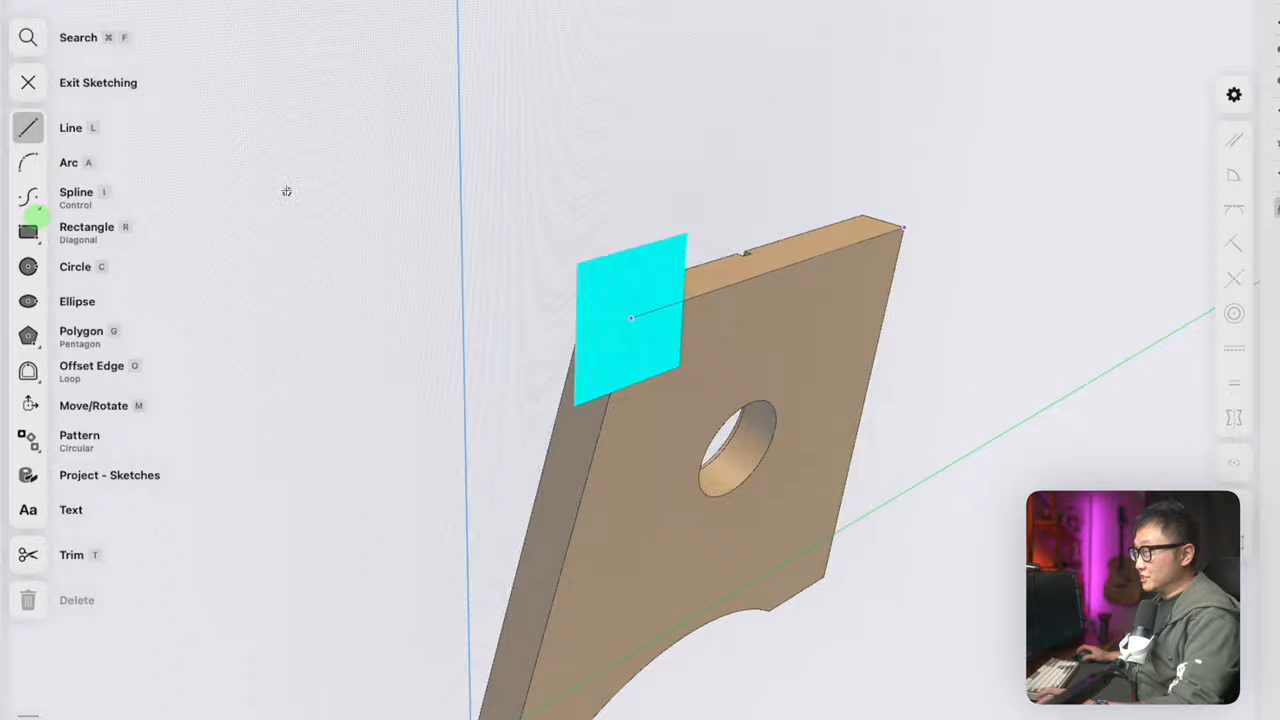 Search ⌘ F
Exit Sketching
Line L
Arc A
Spline I
Control
Rectangle R
Diagonal
Circle C
Ellipse
Polygon G
Pentagon
Offset Edge O
Loop
Move/Rotate M
Pattern
Circular
Project - Sketches
Aa Text
Trim T
Delete